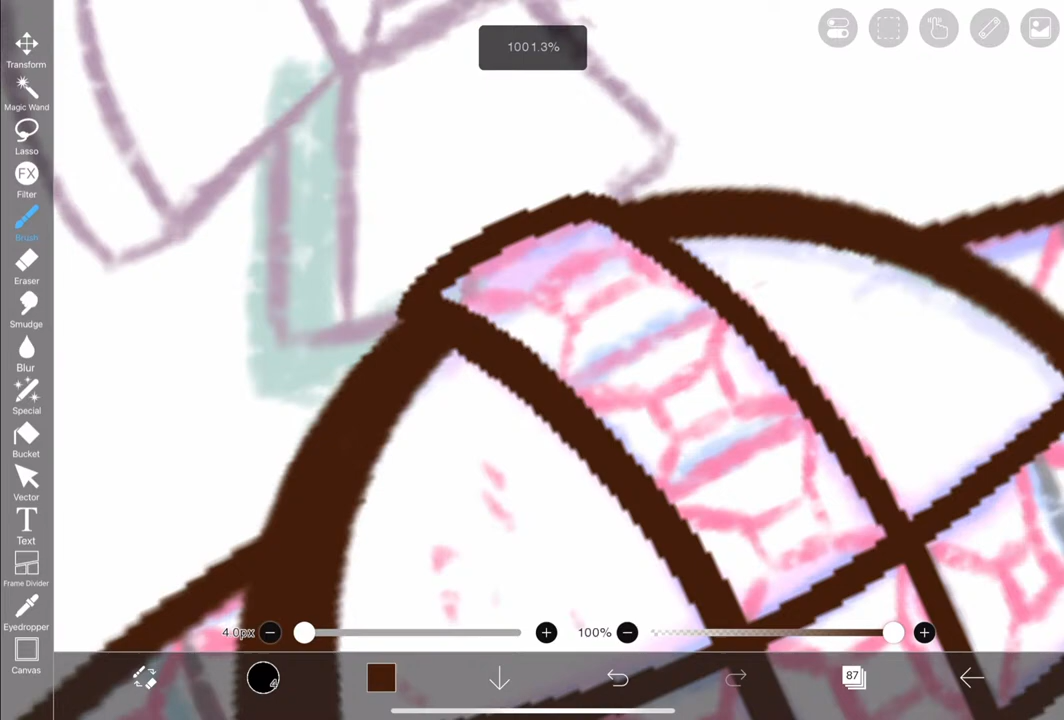 1001.3%
Transform
Magic Wand
Lasso
FX
Filter
Brush
Eraser
Smudge
Blur
Special
Bucket
Vector
T
Text
Frame Divider
Eyedropper
Canvas
4.0px
100%
87